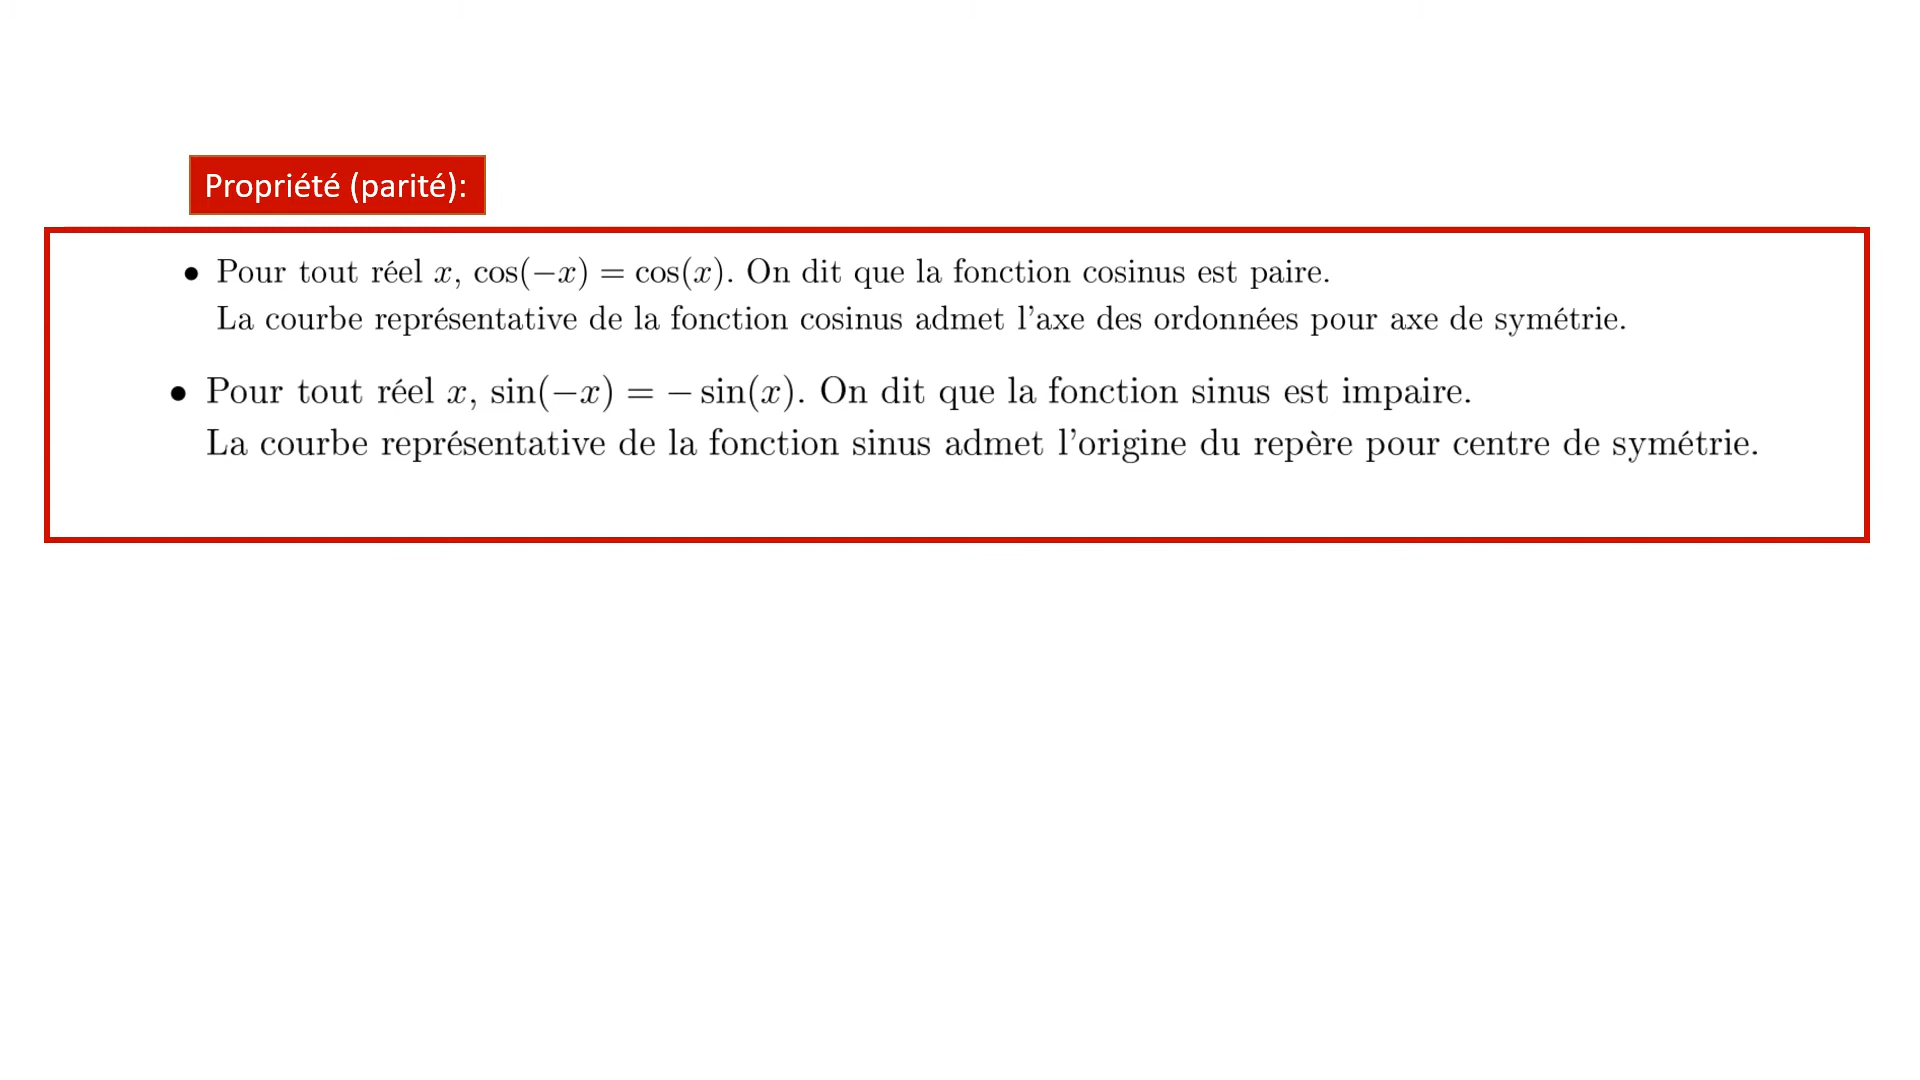 Propriété (parité):
• Pour tout réel x, cos(−x) = cos(x). On dit que la fonction cosinus est paire.
La courbe représentative de la fonction cosinus admet l'axe des ordonnées pour axe de symétrie.
• Pour tout réel x, sin(−x) = − sin(x). On dit que la fonction sinus est impaire.
La courbe représentative de la fonction sinus admet l'origine du repère pour centre de symétrie.